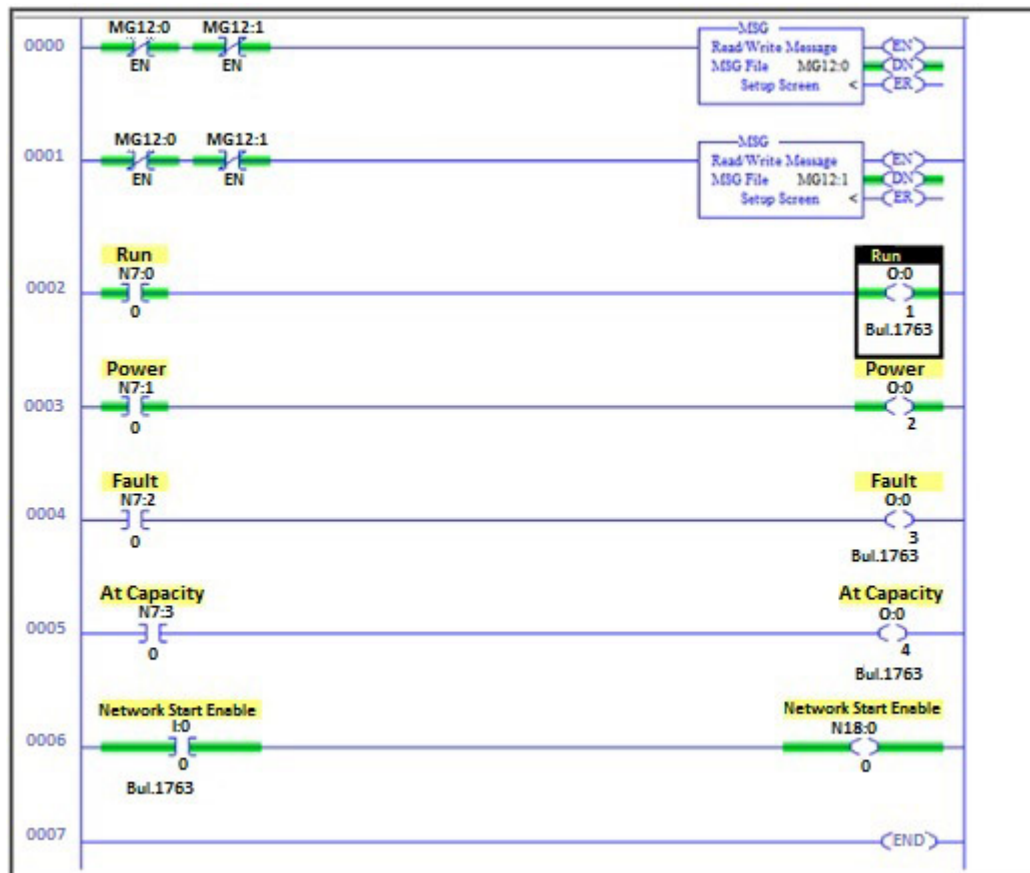 MG12:0 MG12:1
0000
EN EN
MSG
Read/Write Message
MSG File MG12:0
Setup Screen <
EN
DN
ER
MG12:0 MG12:1
0001
EN EN
MSG
Read/Write Message
MSG File MG12:1
Setup Screen <
EN
DN
ER
Run
N7:0
0002
0
Run
O:0
1
Bul.1763
Power
N7:1
0003
0
Power
O:0
2
Fault
N7:2
0004
0
Fault
O:0
3
Bul.1763
At Capacity
N7:3
0005
0
At Capacity
O:0
4
Bul.1763
Network Start Enable
I:0
0006
0
Bul.1763
Network Start Enable
N18:0
0
0007
END